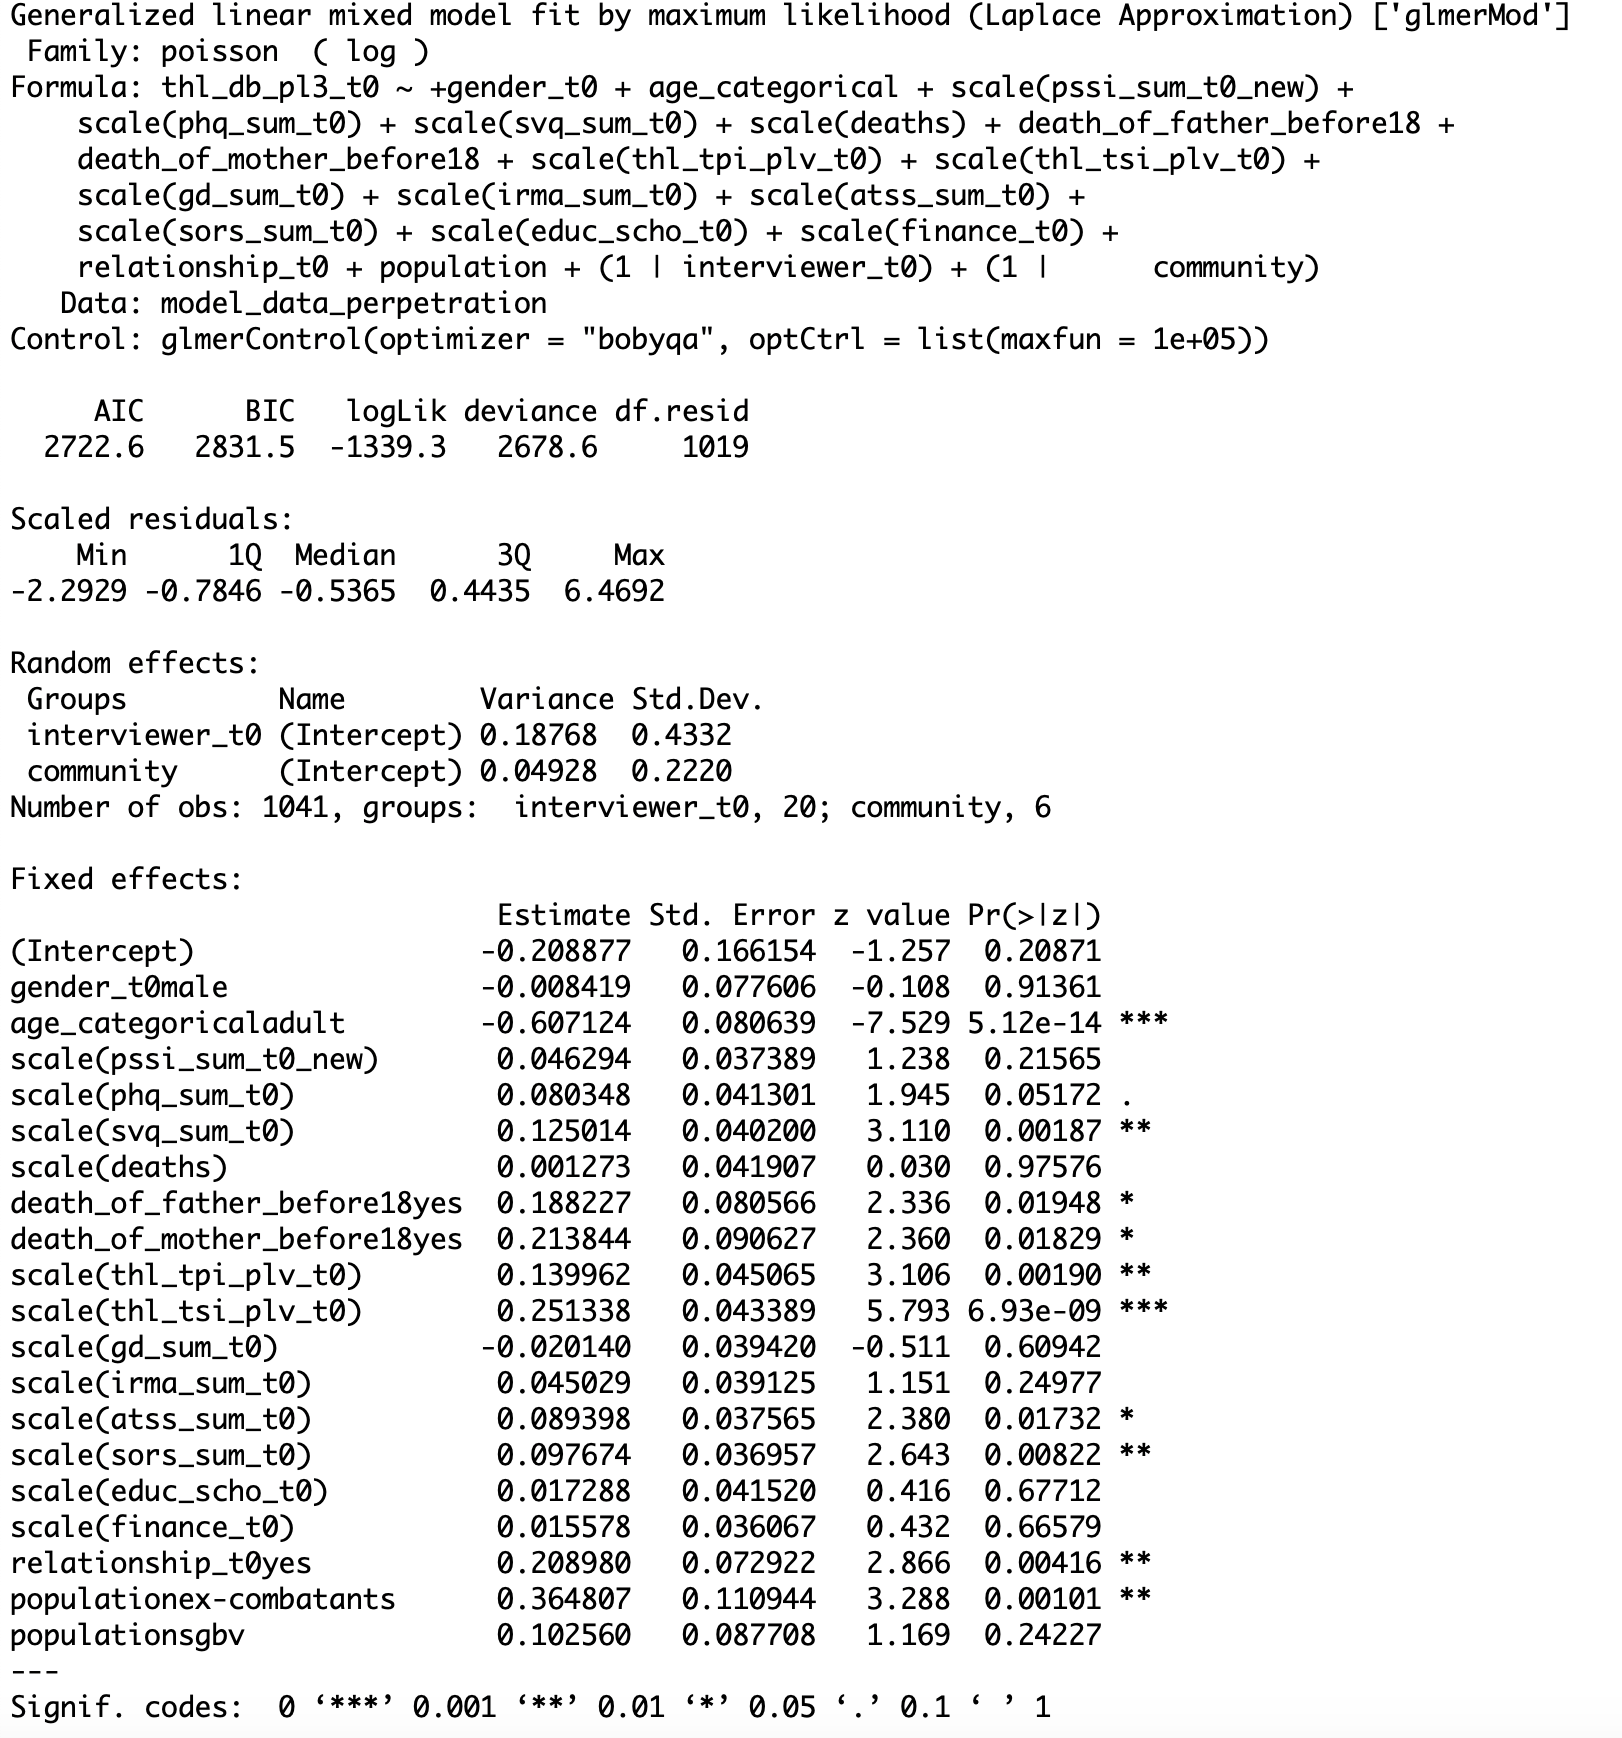 Generalized linear mixed model fit by maximum likelihood (Laplace Approximation) ['glmerMod']
 Family: poisson  ( log )
Formula: thl_db_pl3_t0 ~ +gender_t0 + age_categorical + scale(pssi_sum_t0_new) +
    scale(phq_sum_t0) + scale(svq_sum_t0) + scale(deaths) + death_of_father_before18 +
    death_of_mother_before18 + scale(thl_tpi_plv_t0) + scale(thl_tsi_plv_t0) +
    scale(gd_sum_t0) + scale(irma_sum_t0) + scale(atss_sum_t0) +
    scale(sors_sum_t0) + scale(educ_scho_t0) + scale(finance_t0) +
    relationship_t0 + population + (1 | interviewer_t0) + (1 |      community)
   Data: model_data_perpetration
Control: glmerControl(optimizer = "bobyqa", optCtrl = list(maxfun = 1e+05))

     AIC      BIC   logLik deviance df.resid
  2722.6   2831.5  -1339.3   2678.6     1019

Scaled residuals:
    Min      1Q  Median      3Q     Max
-2.2929 -0.7846 -0.5365  0.4435  6.4692

Random effects:
 Groups         Name        Variance Std.Dev.
 interviewer_t0 (Intercept) 0.18768  0.4332
 community      (Intercept) 0.04928  0.2220
Number of obs: 1041, groups:  interviewer_t0, 20; community, 6

Fixed effects:
                             Estimate Std. Error z value Pr(>|z|)
(Intercept)                 -0.208877   0.166154  -1.257  0.20871
gender_t0male               -0.008419   0.077606  -0.108  0.91361
age_categoricaladult        -0.607124   0.080639  -7.529 5.12e-14 ***
scale(pssi_sum_t0_new)       0.046294   0.037389   1.238  0.21565
scale(phq_sum_t0)            0.080348   0.041301   1.945  0.05172 .
scale(svq_sum_t0)            0.125014   0.040200   3.110  0.00187 **
scale(deaths)                0.001273   0.041907   0.030  0.97576
death_of_father_before18yes  0.188227   0.080566   2.336  0.01948 *
death_of_mother_before18yes  0.213844   0.090627   2.360  0.01829 *
scale(thl_tpi_plv_t0)        0.139962   0.045065   3.106  0.00190 **
scale(thl_tsi_plv_t0)        0.251338   0.043389   5.793 6.93e-09 ***
scale(gd_sum_t0)            -0.020140   0.039420  -0.511  0.60942
scale(irma_sum_t0)           0.045029   0.039125   1.151  0.24977
scale(atss_sum_t0)           0.089398   0.037565   2.380  0.01732 *
scale(sors_sum_t0)           0.097674   0.036957   2.643  0.00822 **
scale(educ_scho_t0)          0.017288   0.041520   0.416  0.67712
scale(finance_t0)            0.015578   0.036067   0.432  0.66579
relationship_t0yes           0.208980   0.072922   2.866  0.00416 **
populationex-combatants      0.364807   0.110944   3.288  0.00101 **
populationsgbv               0.102560   0.087708   1.169  0.24227
---
Signif. codes:  0 ‘***’ 0.001 ‘**’ 0.01 ‘*’ 0.05 ‘.’ 0.1 ‘ ’ 1